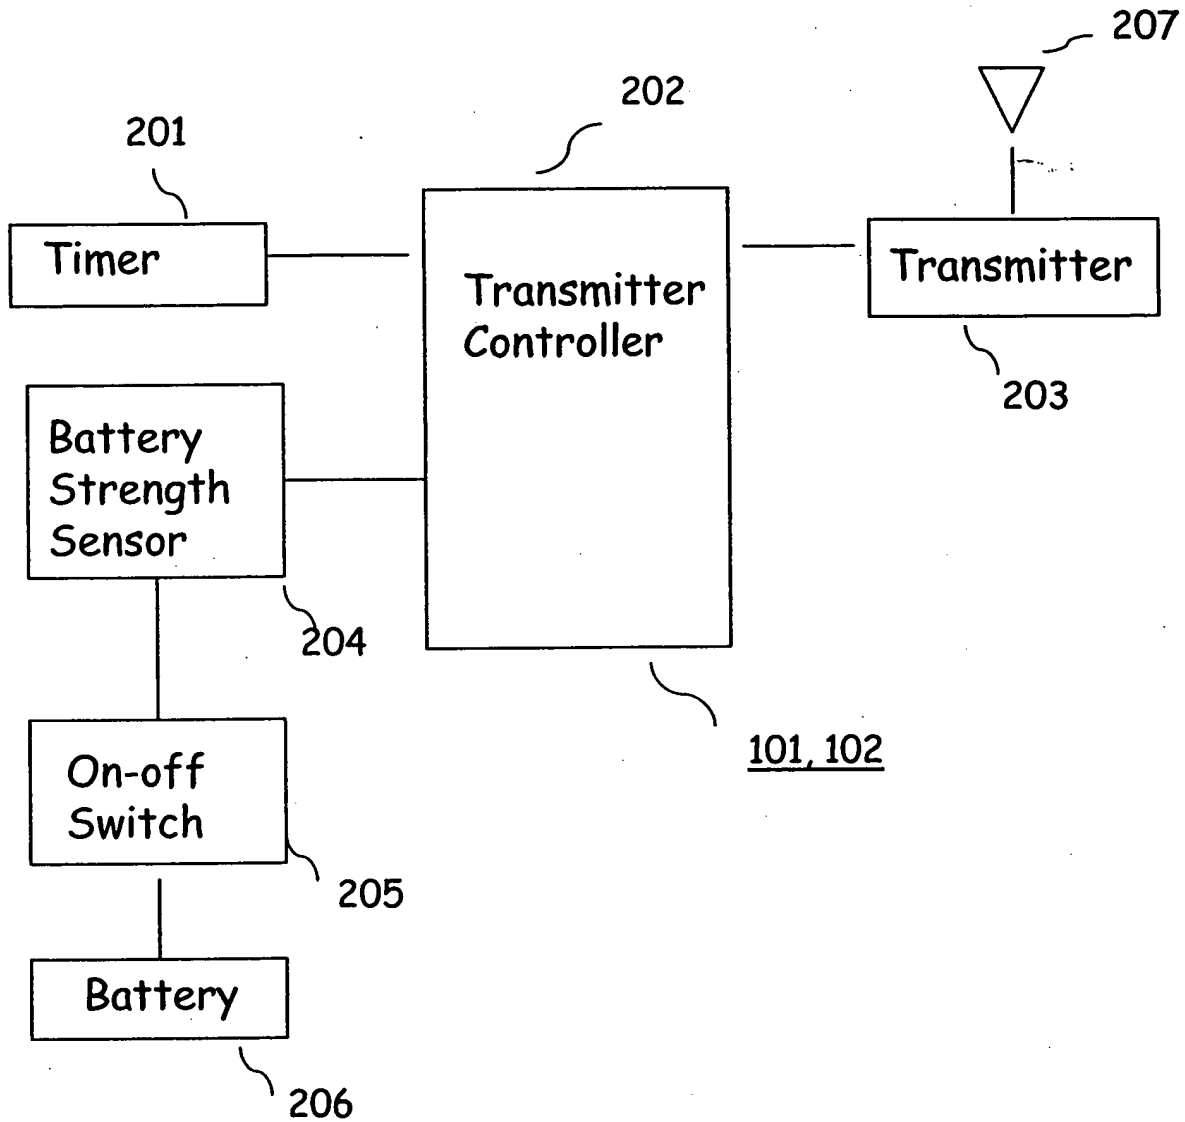 207
202
201
Timer
Transmitter
Controller
Transmitter
203
Battery
Strength
Sensor
204
101, 102
On-off
Switch
205
Battery
206